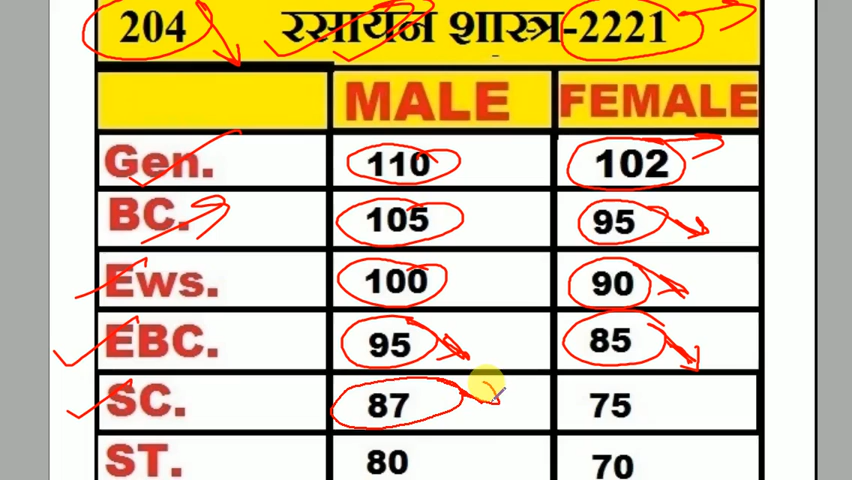 204 रसायन शास्त्र-2221
MALE FEMALE
Gen. 110 102
BC. 105 95
Ews. 100 90
EBC. 95 85
SC. 87 75
ST. 80 70